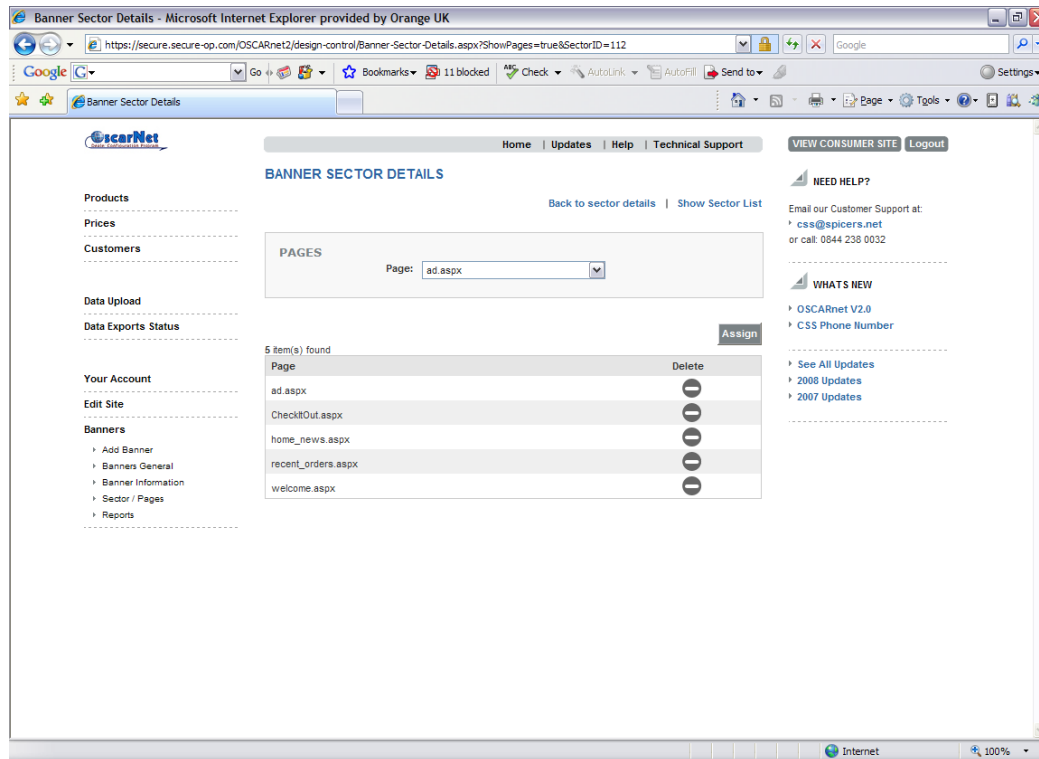 Banner Sector Details - Microsoft Internet Explorer provided by Orange UK
https://secure.secure-op.com/OSCARnet2/design-control/Banner-Sector-Details.aspx?ShowPages=true&SectorID=112
Google
Google G Go Bookmarks 11 blocked ABC Check AutoLink AutoFill Send to Settings
Banner Sector Details
Page Tools
OscarNet
Home | Updates | Help | Technical Support
VIEW CONSUMER SITE Logout
BANNER SECTOR DETAILS
Back to sector details | Show Sector List
Products
Prices
Customers
Data Upload
Data Exports Status
Your Account
Edit Site
Banners
Add Banner
Banners General
Banner Information
Sector / Pages
Reports
PAGES
Page: ad.aspx
Assign
5 item(s) found
Page Delete
ad.aspx
CheckItOut.aspx
home_news.aspx
recent_orders.aspx
welcome.aspx
NEED HELP?
Email our Customer Support at:
css@spicers.net
or call: 0844 238 0032
WHATS NEW
OSCARnet V2.0
CSS Phone Number
See All Updates
2008 Updates
2007 Updates
Internet 100%